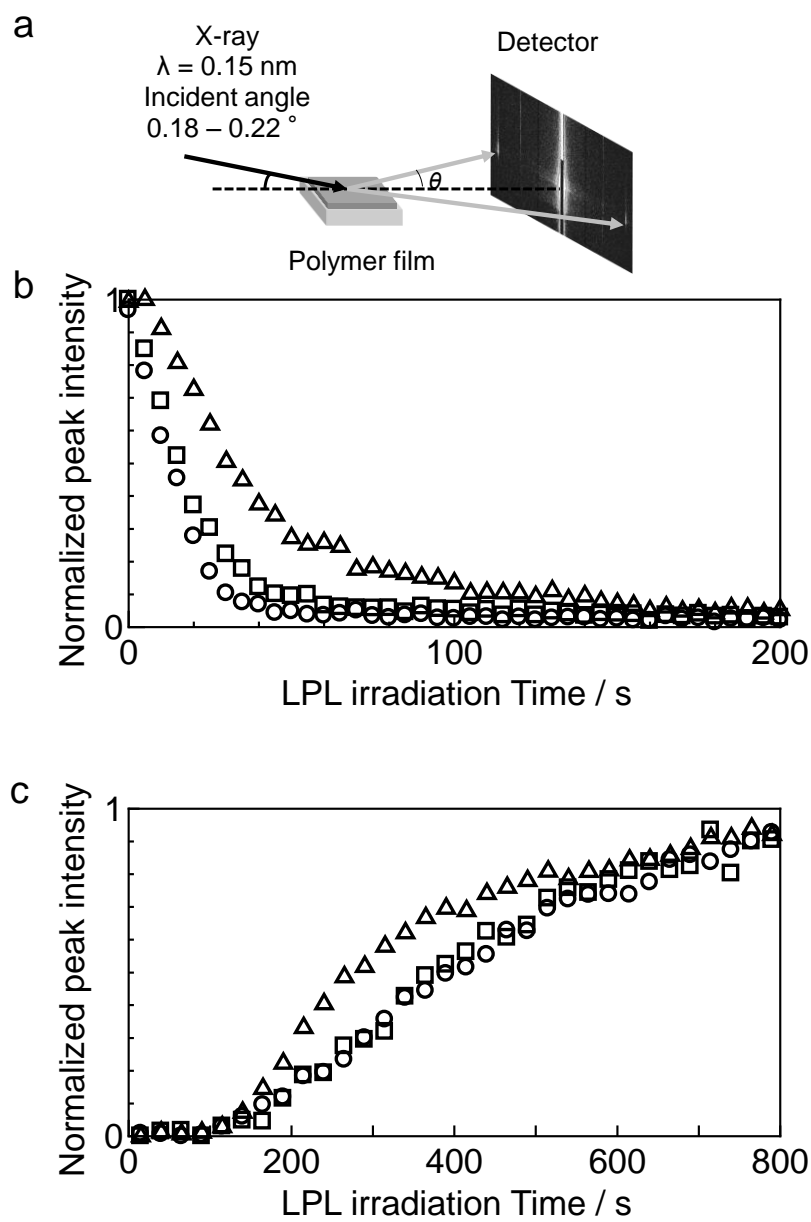 a
X-ray
λ = 0.15 nm
Incident angle
0.18 – 0.22 °
Detector
θ
Polymer film
b
Normalized peak intensity
1
0
0
100
200
LPL irradiation Time / s
c
Normalized peak intensity
1
0
0
200
400
600
800
LPL irradiation Time / s